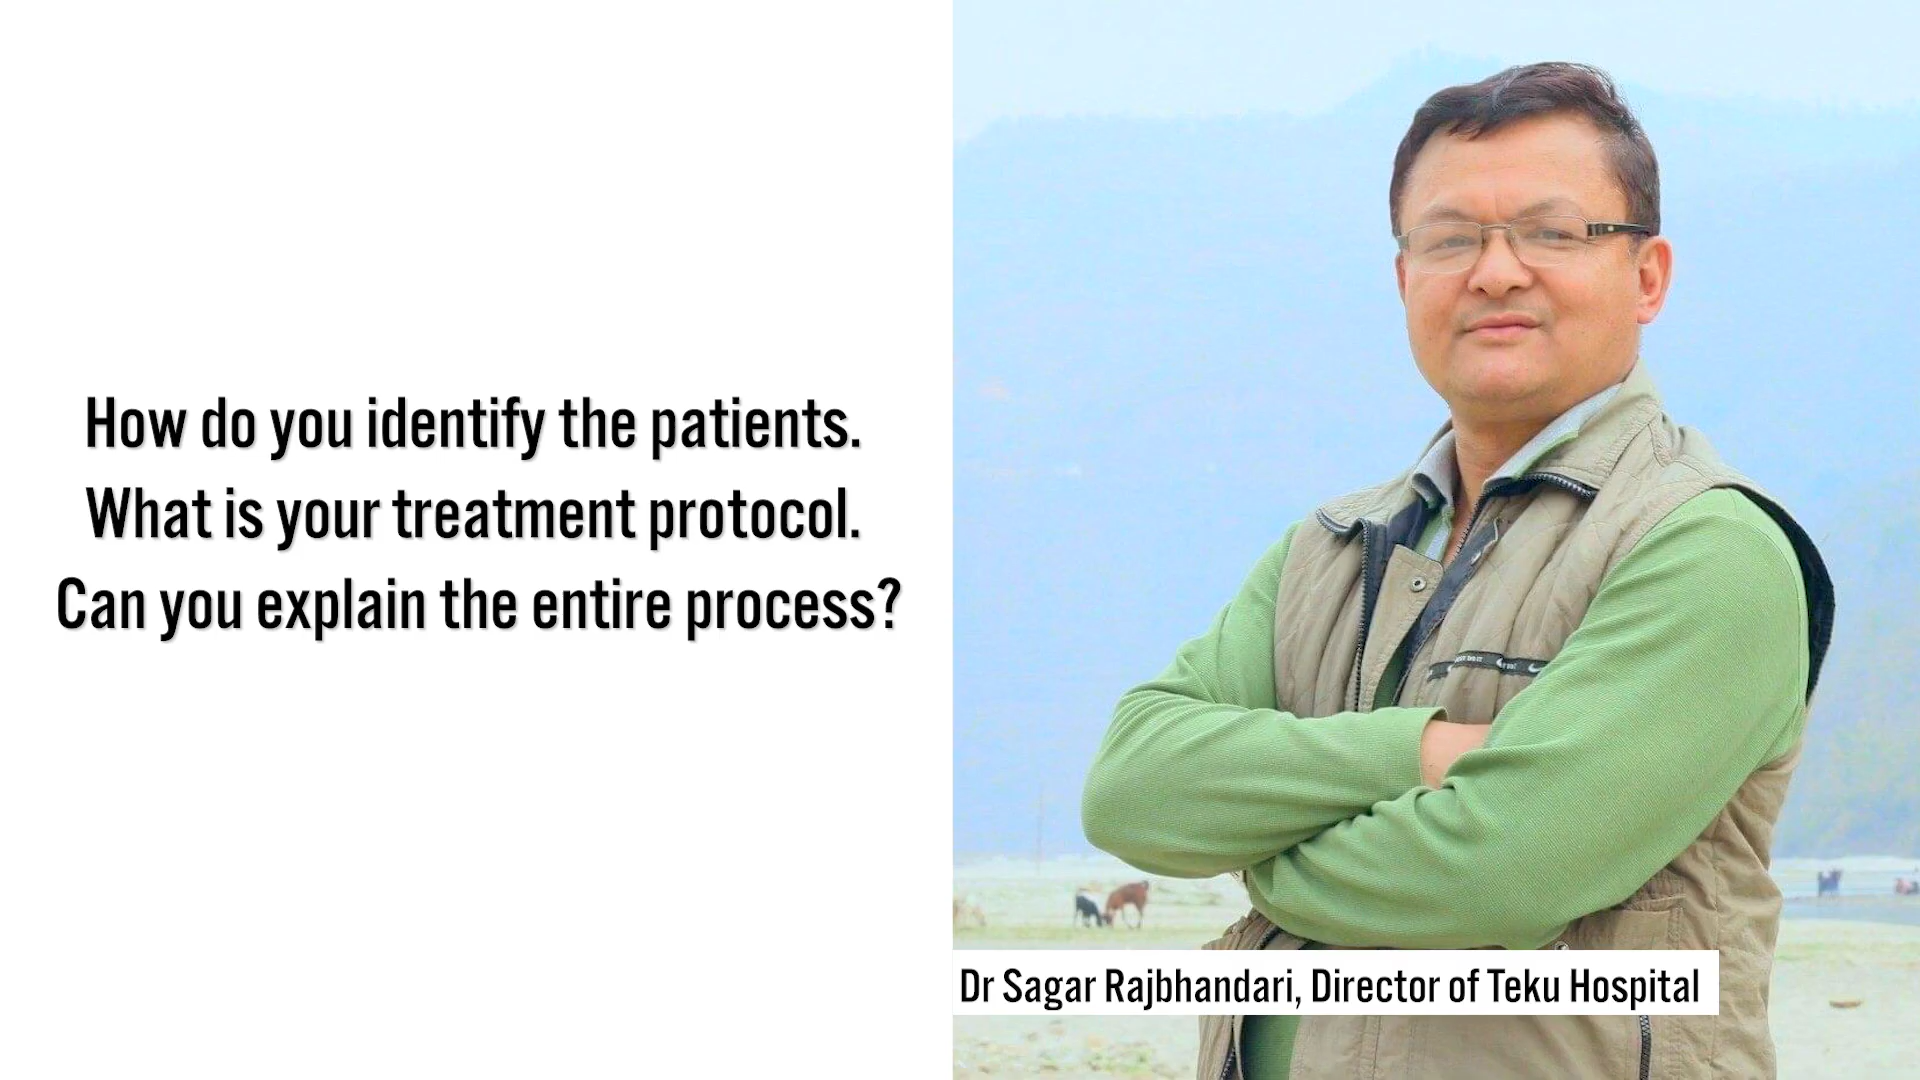 How do you identify the patients.
What is your treatment protocol.
Can you explain the entire process?
Dr Sagar Rajbhandari, Director of Teku Hospital